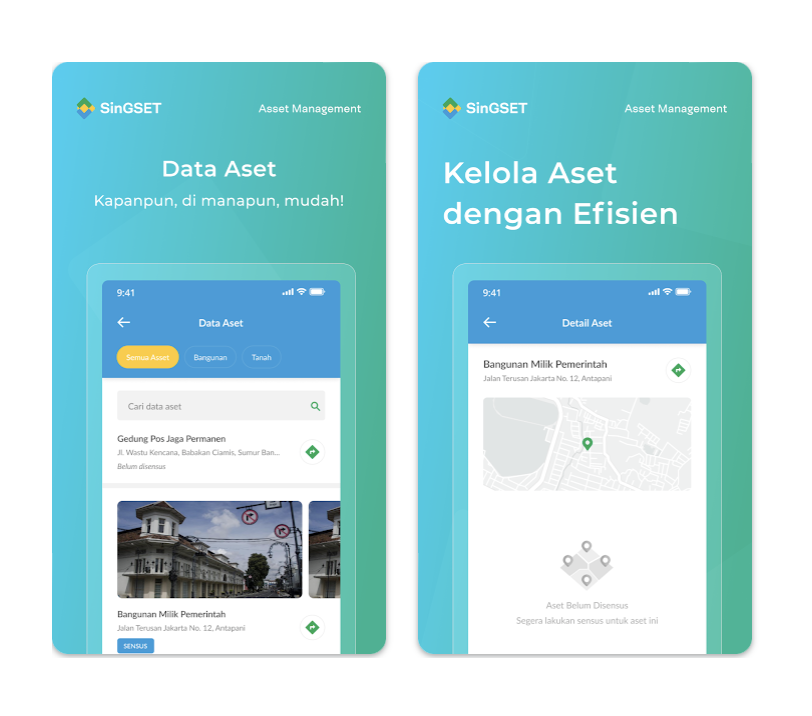 SinGSET
Asset Management
Data Aset
Kapanpun, di manapun, mudah!
9:41
Data Aset
Semua Asset
Bangunan
Tanah
Cari data aset
Gedung Pos Jaga Permanen
Jl. Wastu Kencana, Babakan Ciamis, Sumur Ban...
Belum disensus
Bangunan Milik Pemerintah
Jalan Terusan Jakarta No. 12, Antapani
SENSUS
SinGSET
Asset Management
Kelola Aset
dengan Efisien
9:41
Detail Aset
Bangunan Milik Pemerintah
Jalan Terusan Jakarta No. 12, Antapani
Aset Belum Disensus
Segera lakukan sensus untuk aset ini